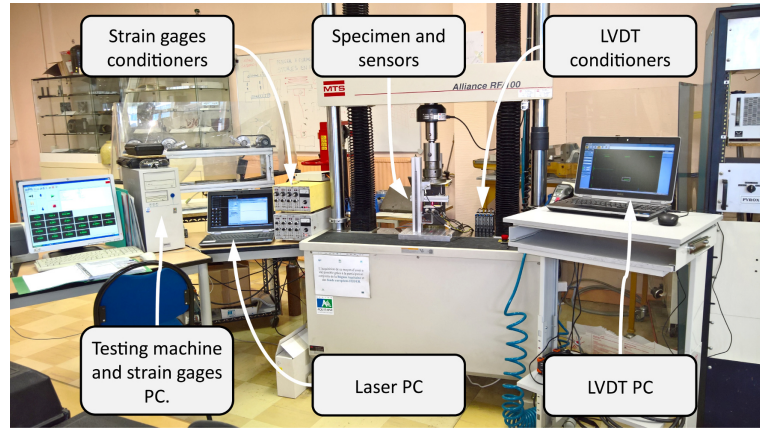 Strain gages
conditioners
Specimen and
sensors
LVDT
conditioners
MTS
Alliance RF/100
Testing machine
and strain gages
PC.
Laser PC
LVDT PC